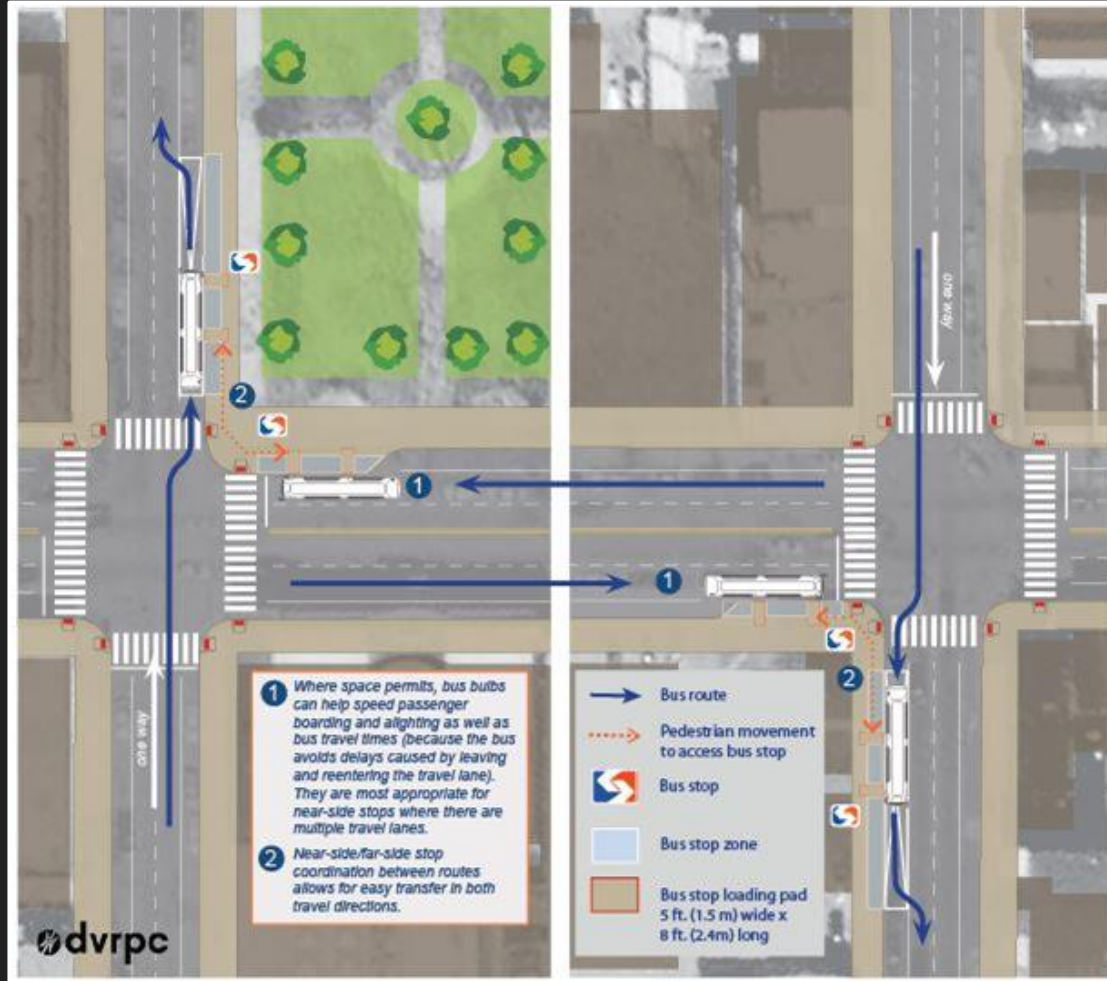 one way
2
1
1
2
one way
1 Where space permits, bus bulbs
can help speed passenger
boarding and alighting as well as
bus travel times (because the bus
avoids delays caused by leaving
and reentering the travel lane).
They are most appropriate for
near-side stops where there are
multiple travel lanes.
2 Near-side/far-side stop
coordination between routes
allows for easy transfer in both
travel directions.
Bus route
Pedestrian movement
to access bus stop
Bus stop
Bus stop zone
Bus stop loading pad
5 ft. (1.5 m) wide x
8 ft. (2.4m) long
dvrpc